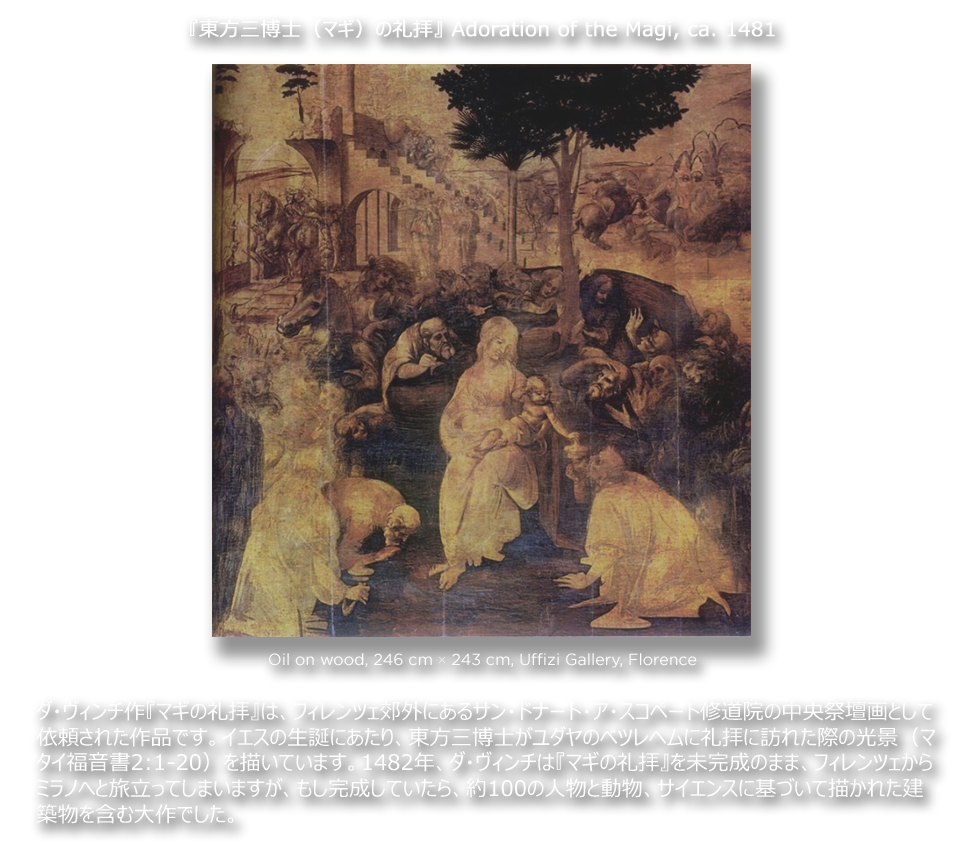 『東方三博士（マギ）の礼拝』 Adoration of the Magi, ca. 1481
Oil on wood, 246 cm × 243 cm, Uffizi Gallery, Florence
ダ・ヴィンチ作『マギの礼拝』は、フィレンツェ郊外にあるサン・ドナート・ア・スコペート修道院の中央祭壇画として
依頼された作品です。イエスの生誕にあたり、東方三博士がユダヤのベツレヘムに礼拝に訪れた際の光景（マ
タイ福音書2:1-20）を描いています。1482年、ダ・ヴィンチは『マギの礼拝』を未完成のまま、フィレンツェから
ミラノへと旅立ってしまいますが、もし完成していたら、約100の人物と動物、サイエンスに基づいて描かれた建
築物を含む大作でした。